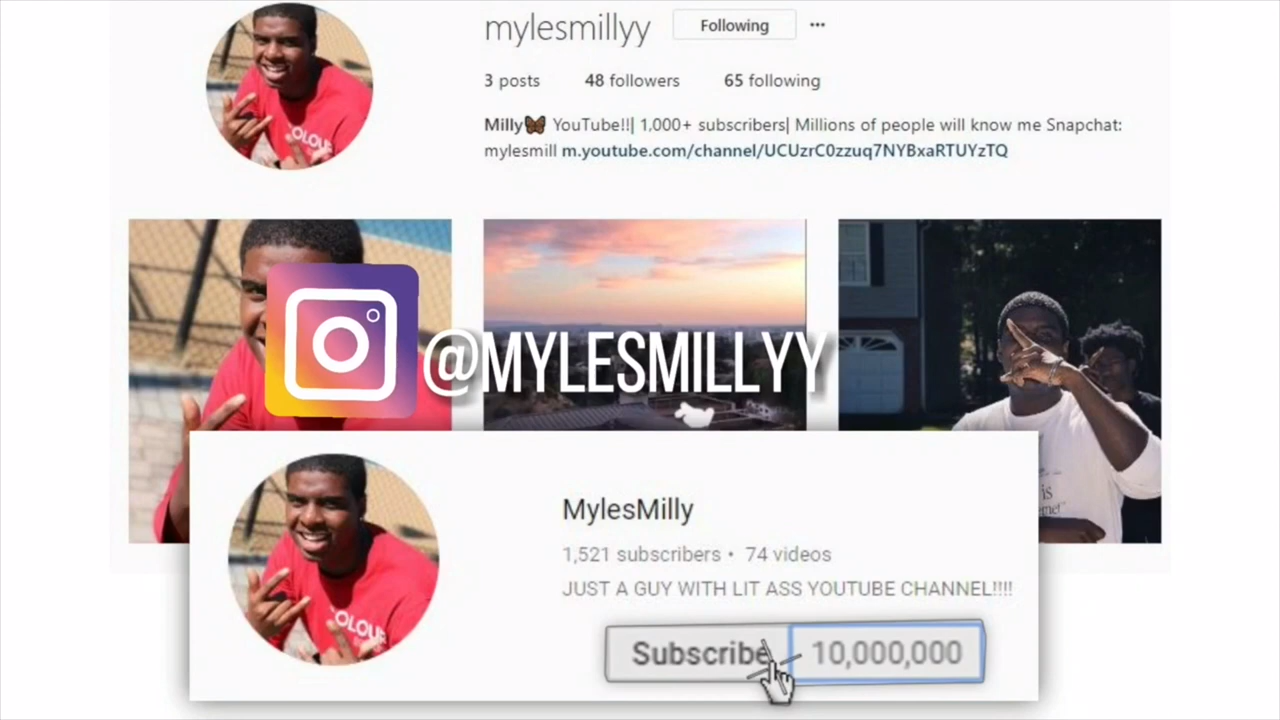 mylesmillyy Following •••
3 posts 48 followers 65 following
Milly🦋 YouTube!!| 1,000+ subscribers| Millions of people will know me Snapchat:
mylesmill m.youtube.com/channel/UCUzrC0zzuq7NYBxaRTUYzTQ
COLOUR
@MYLESMILLYY
is
MylesMilly
1,521 subscribers • 74 videos
JUST A GUY WITH LIT ASS YOUTUBE CHANNEL!!!!
Subscribe 10,000,000